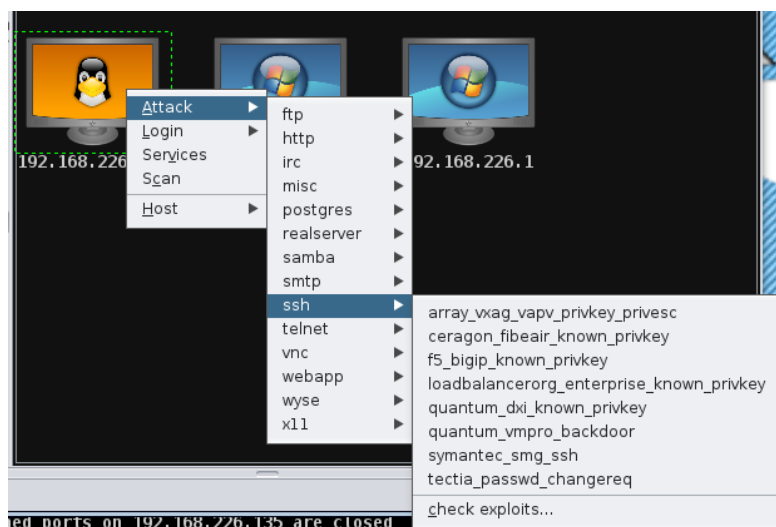 192.168.226
92.168.226.1
Attack
Login
Services
Scan
Host
ftp
http
irc
misc
postgres
realserver
samba
smtp
ssh
telnet
vnc
webapp
wyse
x11
array_vxag_vapv_privkey_privesc
ceragon_fibeair_known_privkey
f5_bigip_known_privkey
loadbalancerorg_enterprise_known_privkey
quantum_dxi_known_privkey
quantum_vmpro_backdoor
symantec_smg_ssh
tectia_passwd_changereq
check exploits...
ports on 192.168.226.135 are closed